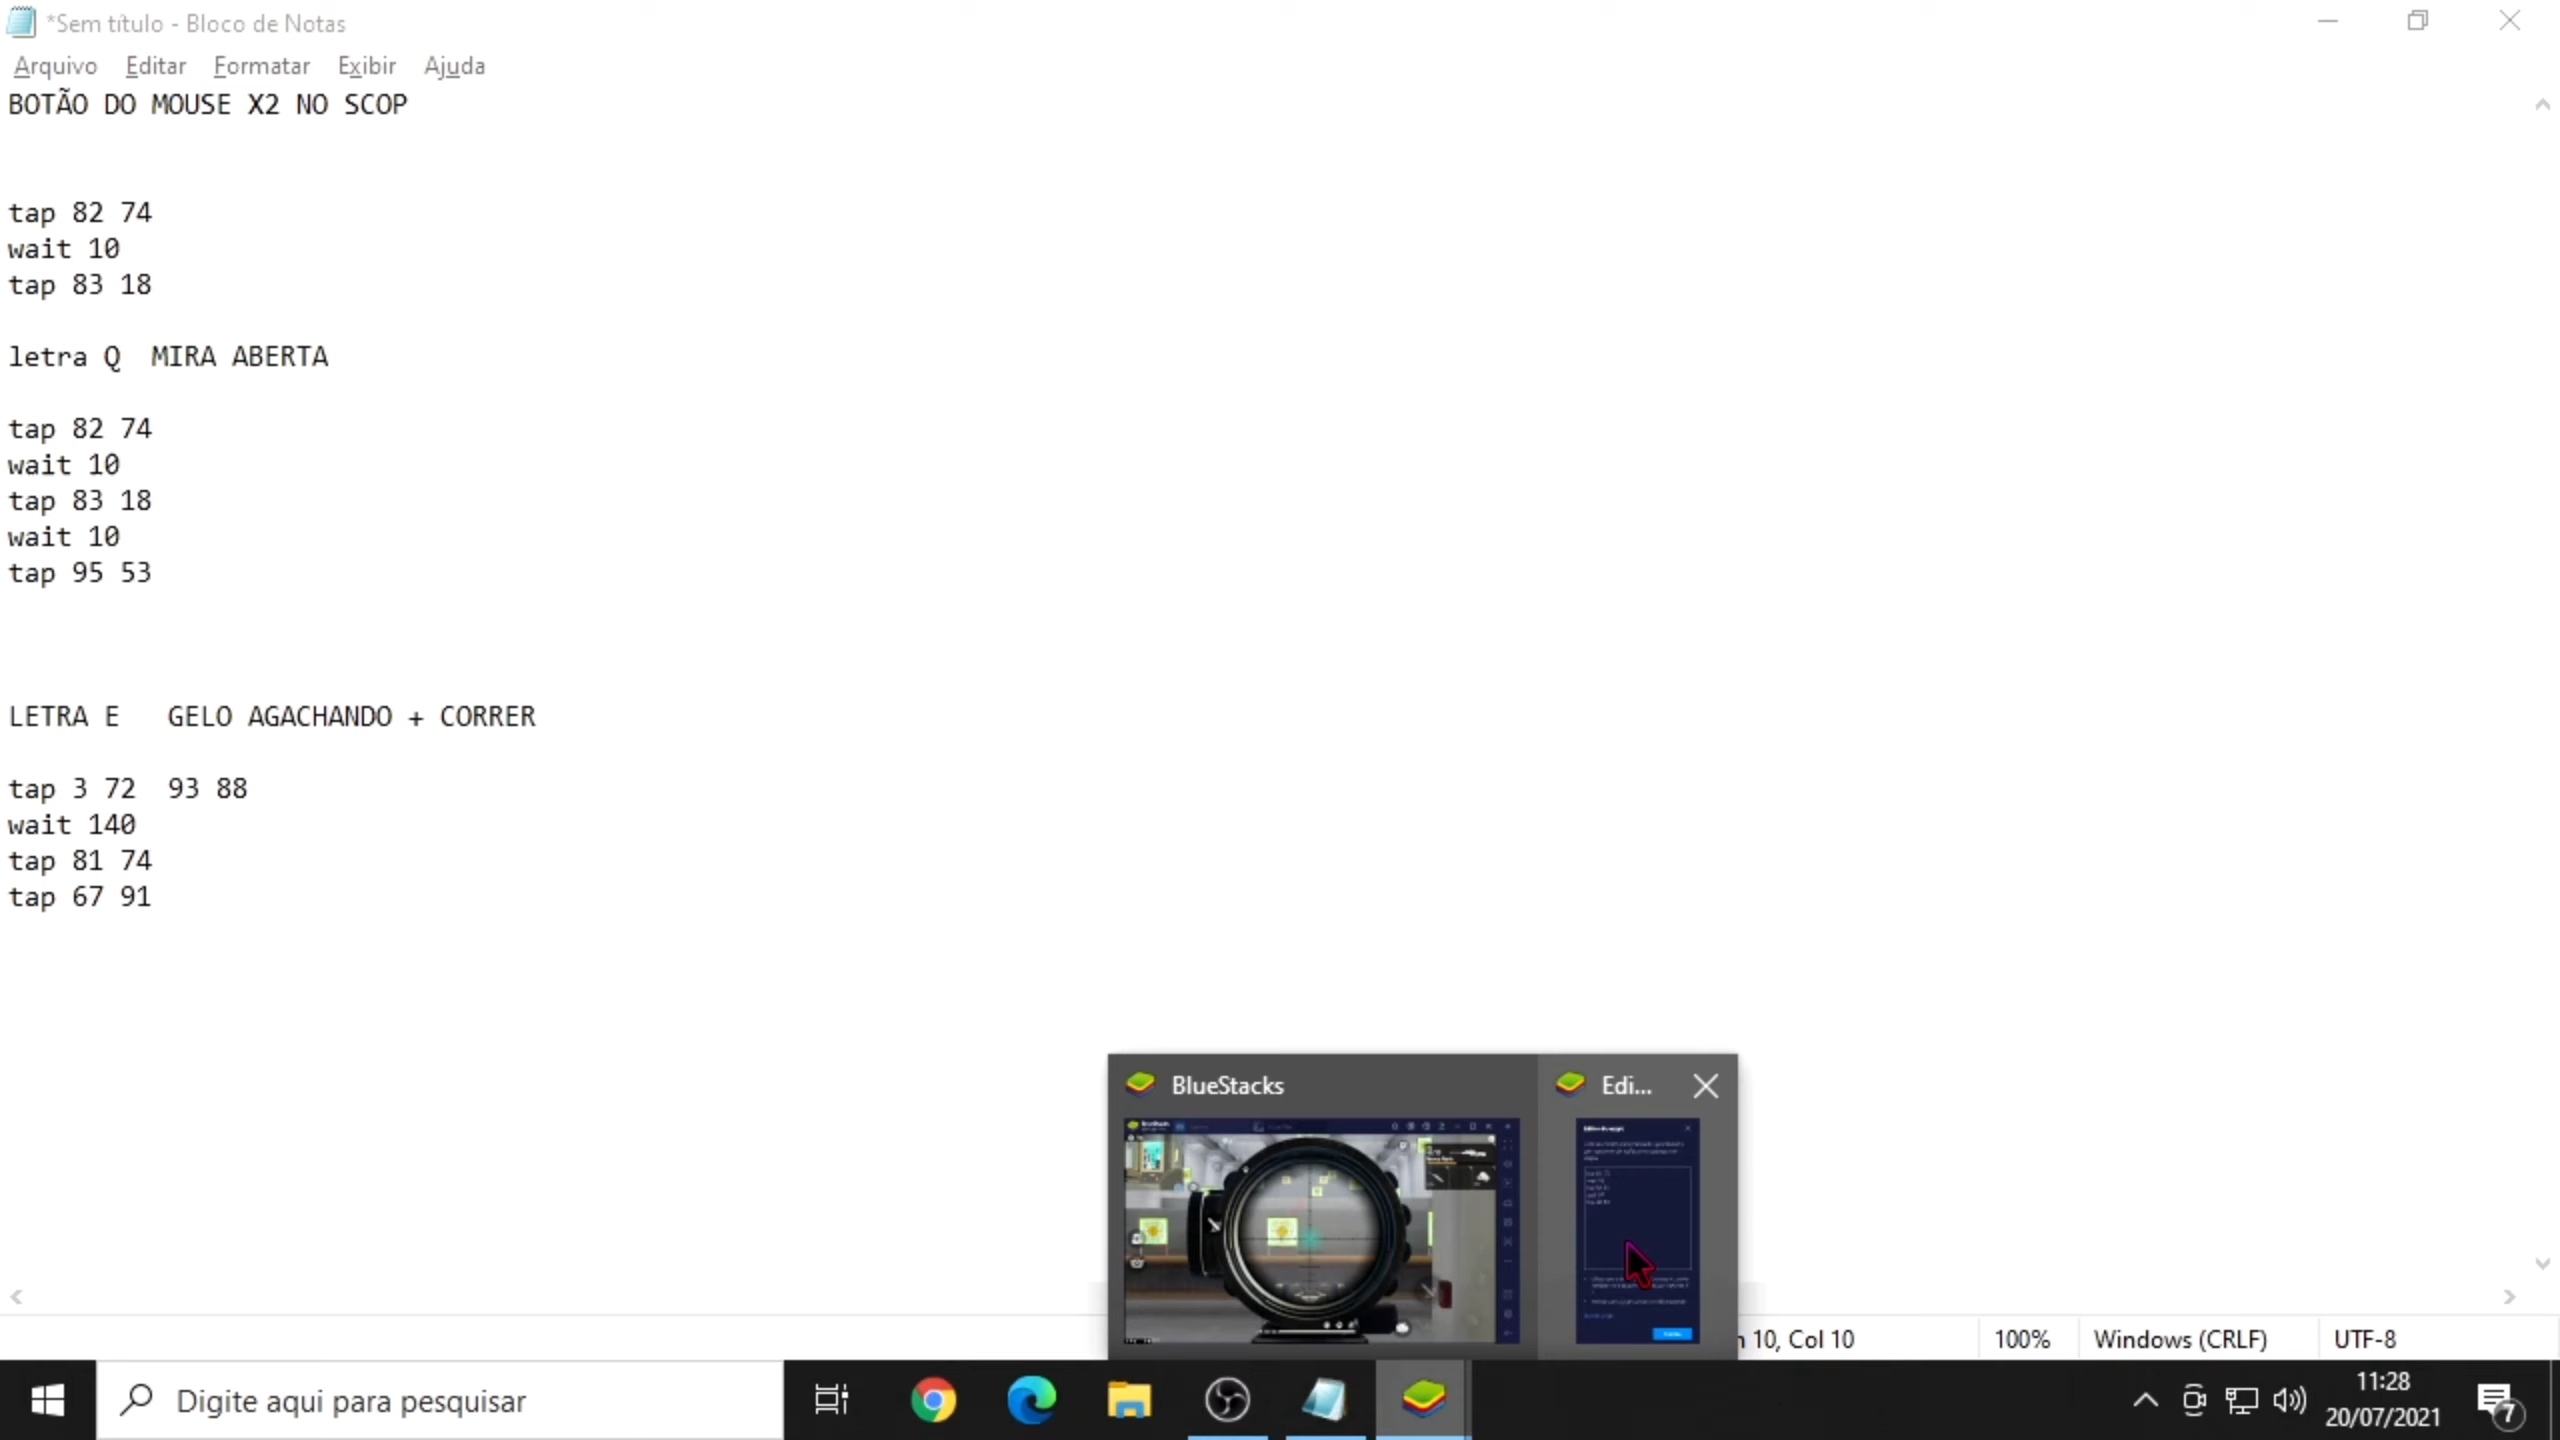 *Sem título - Bloco de Notas
Arquivo Editar Formatar Exibir Ajuda
BOTÃO DO MOUSE X2 NO SCOP
tap 82 74
wait 10
tap 83 18
letra Q  MIRA ABERTA
tap 82 74
wait 10
tap 83 18
wait 10
tap 95 53
LETRA E   GELO AGACHANDO + CORRER
tap 3 72  93 88
wait 140
tap 81 74
tap 67 91
BlueStacks
Edi...
10, Col 10
100%
Windows (CRLF)
UTF-8
Digite aqui para pesquisar
11:28
20/07/2021
7